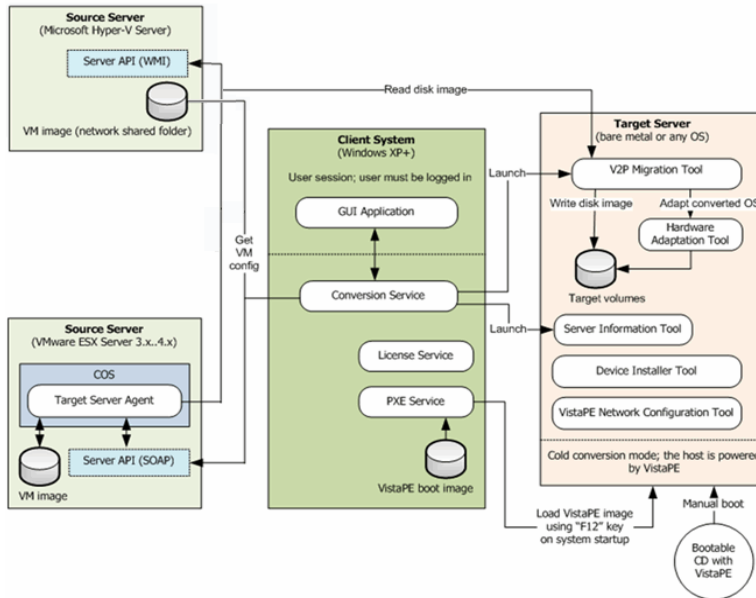 Source Server
(Microsoft Hyper-V Server)
Server API (WMI)
VM image (network shared folder)
Read disk image
Client System
(Windows XP+)
User session; user must be logged in
GUI Application
Get
VM
config
Conversion Service
License Service
PXE Service
VistaPE boot image
Source Server
(VMware ESX Server 3.x..4.x)
COS
Target Server Agent
Server API (SOAP)
VM image
Target Server
(bare metal or any OS)
Launch
V2P Migration Tool
Write disk image
Adapt converted OS
Hardware
Adaptation Tool
Target volumes
Launch
Server Information Tool
Device Installer Tool
VistaPE Network Configuration Tool
Cold conversion mode; the host is powered
by VistaPE
Load VistaPE image
using "F12" key
on system startup
Manual boot
Bootable
CD with
VistaPE